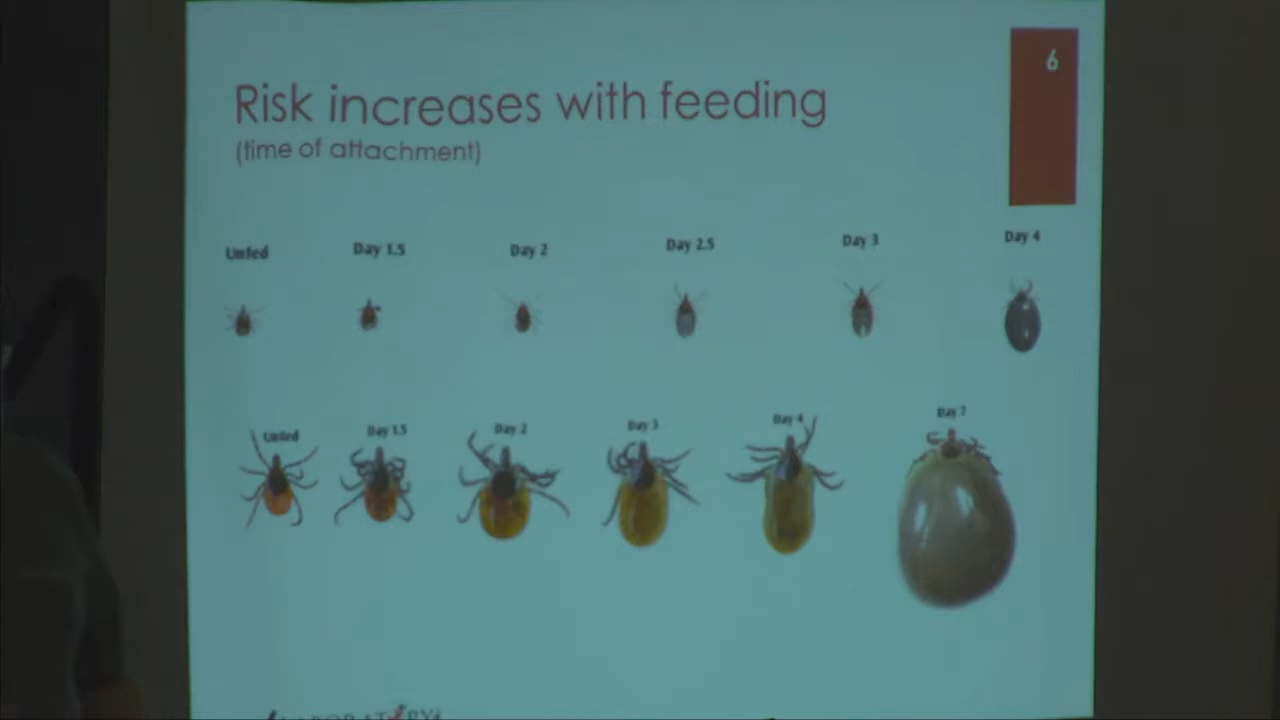 6
Risk increases with feeding
(time of attachment)
Unfed Day 1.5 Day 2 Day 2.5 Day 3 Day 4
Unfed Day 1.5 Day 2 Day 3 Day 4 Day 7